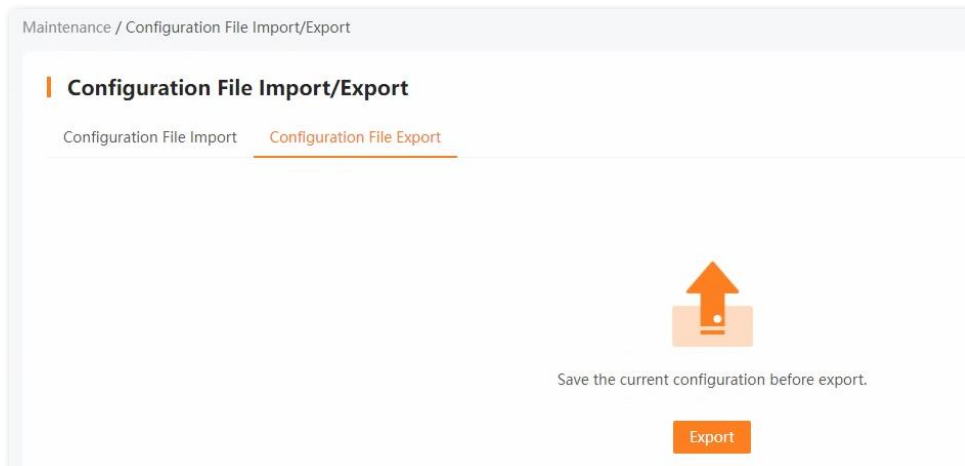 Maintenance / Configuration File Import/Export
Configuration File Import/Export
Configuration File Import Configuration File Export
Save the current configuration before export.
Export